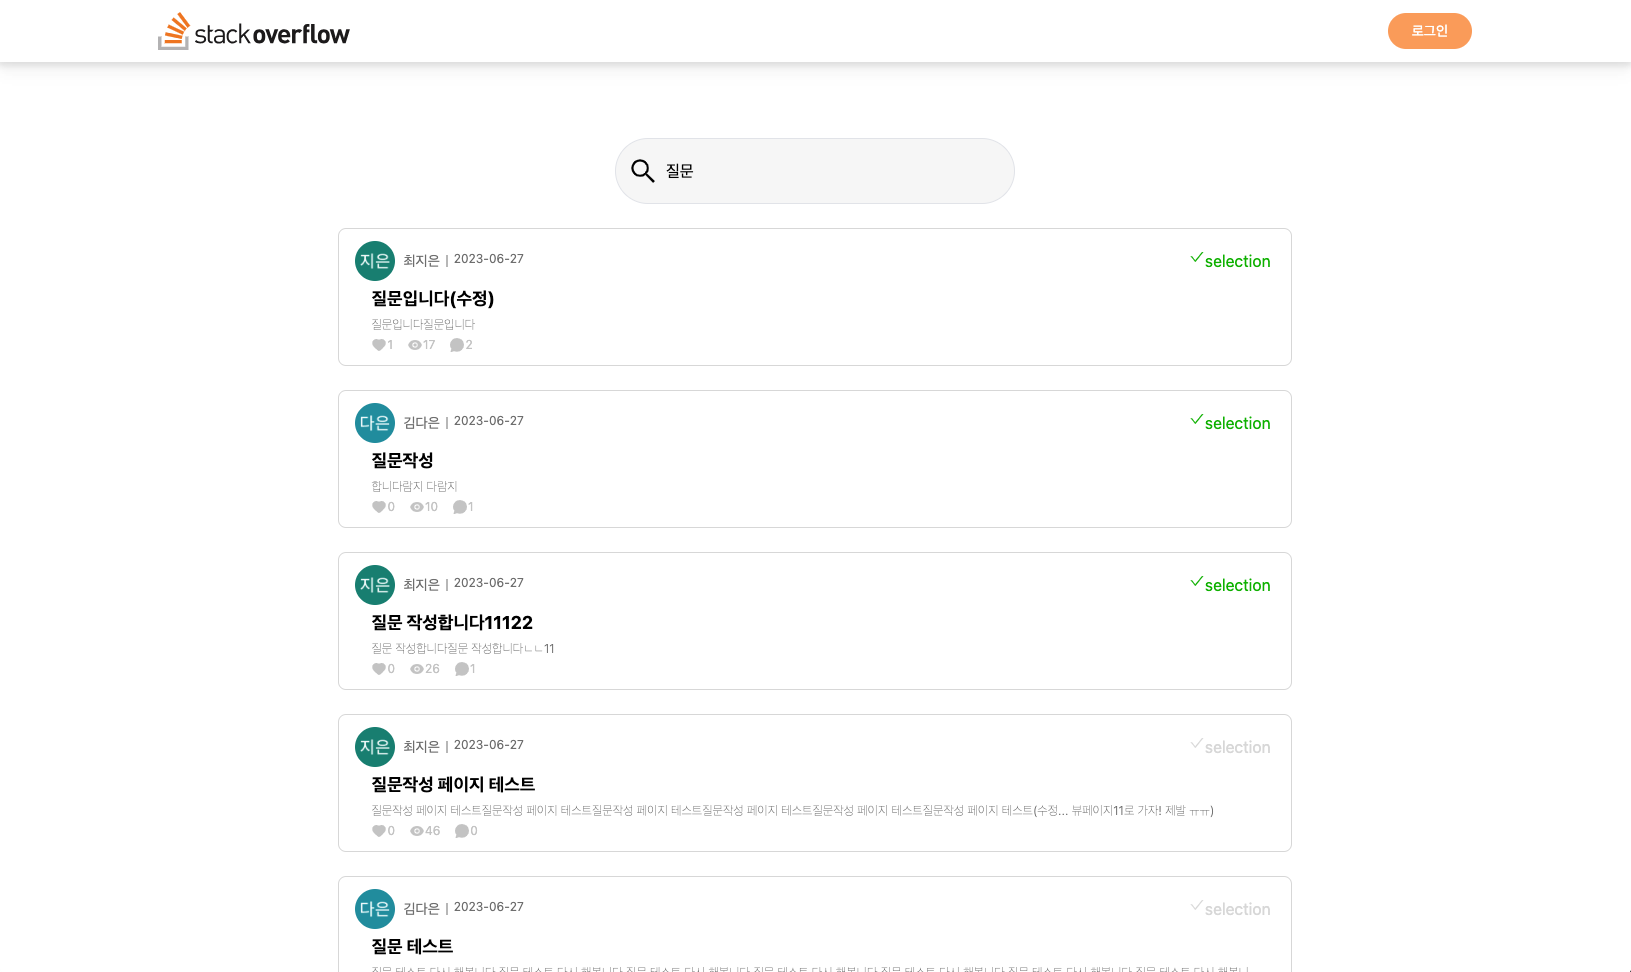 stack overflow
로그인
질문
지은 최지은 | 2023-06-27 selection
질문입니다(수정)
질문입니다질문입니다
1 17 2
다은 김다은 | 2023-06-27 selection
질문작성
합니다람지 다람지
0 10 1
지은 최지은 | 2023-06-27 selection
질문 작성합니다11122
질문 작성합니다질문 작성합니다ㄴㄴ11
0 26 1
지은 최지은 | 2023-06-27 selection
질문작성 페이지 테스트
질문작성 페이지 테스트질문작성 페이지 테스트질문작성 페이지 테스트질문작성 페이지 테스트질문작성 페이지 테스트질문작성 페이지 테스트(수정... 뷰페이지11로 가자! 제발 ㅠㅠ)
0 46 0
다은 김다은 | 2023-06-27 selection
질문 테스트